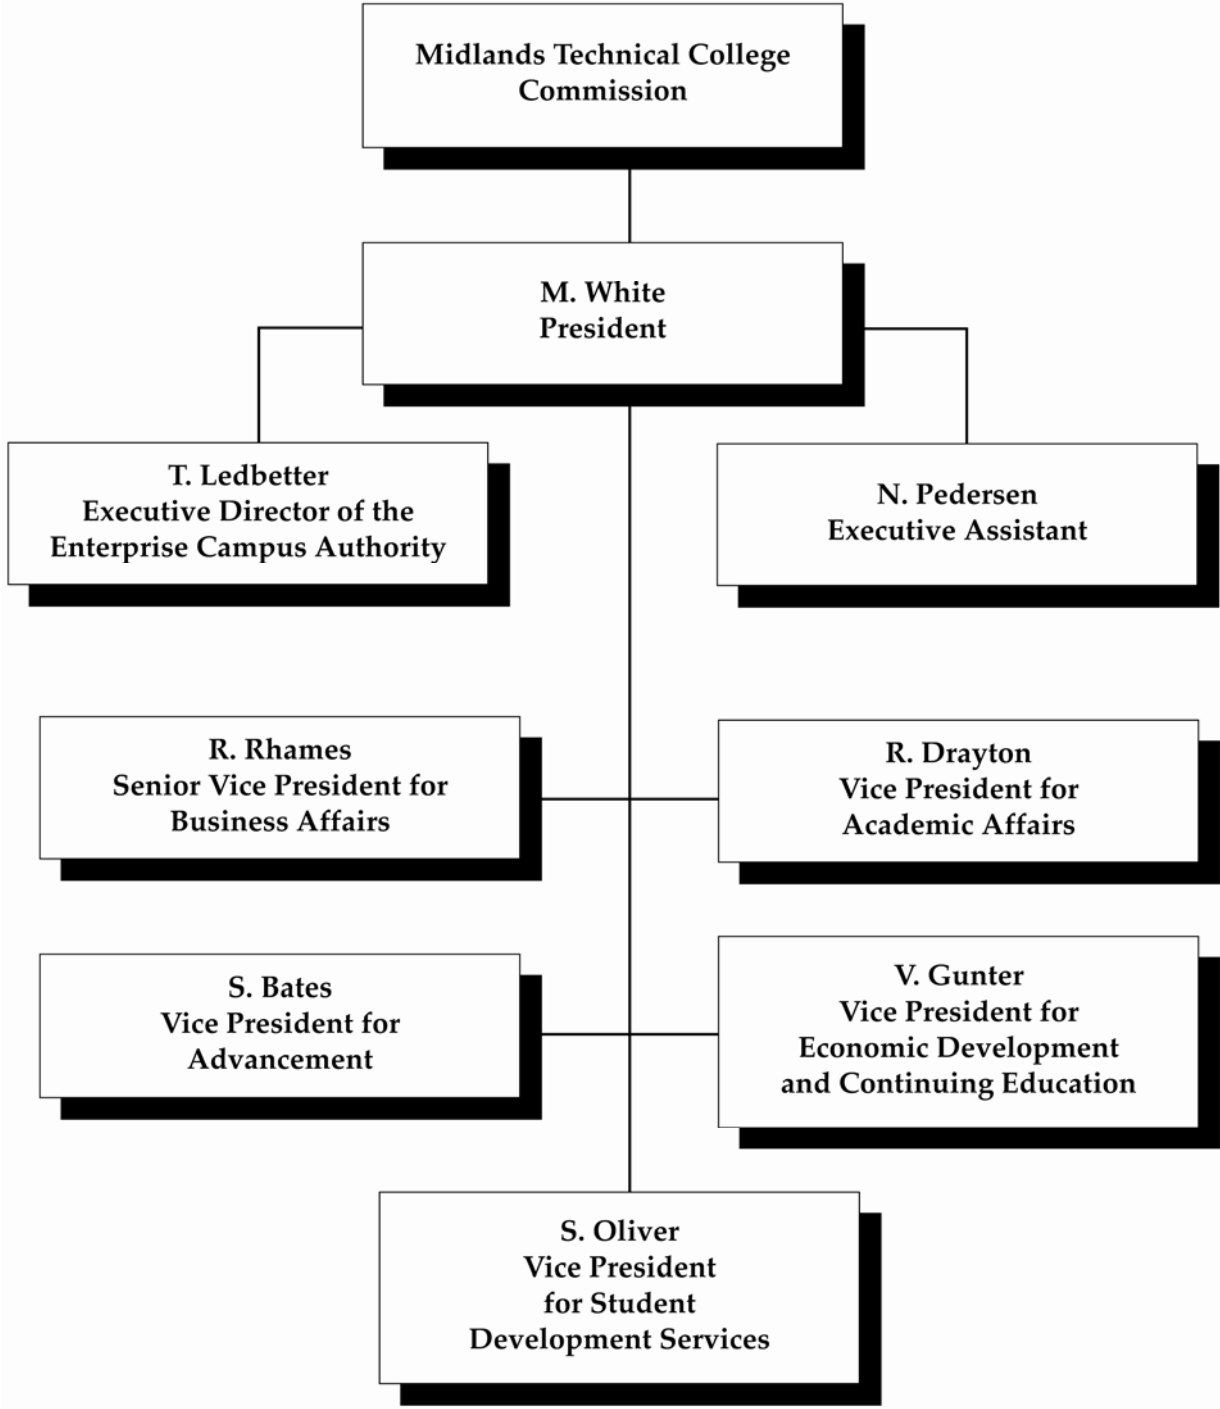 Midlands Technical College
Commission
M. White
President
T. Ledbetter
Executive Director of the
Enterprise Campus Authority
N. Pedersen
Executive Assistant
R. Rhames
Senior Vice President for
Business Affairs
R. Drayton
Vice President for
Academic Affairs
S. Bates
Vice President for
Advancement
V. Gunter
Vice President for
Economic Development
and Continuing Education
S. Oliver
Vice President
for Student
Development Services